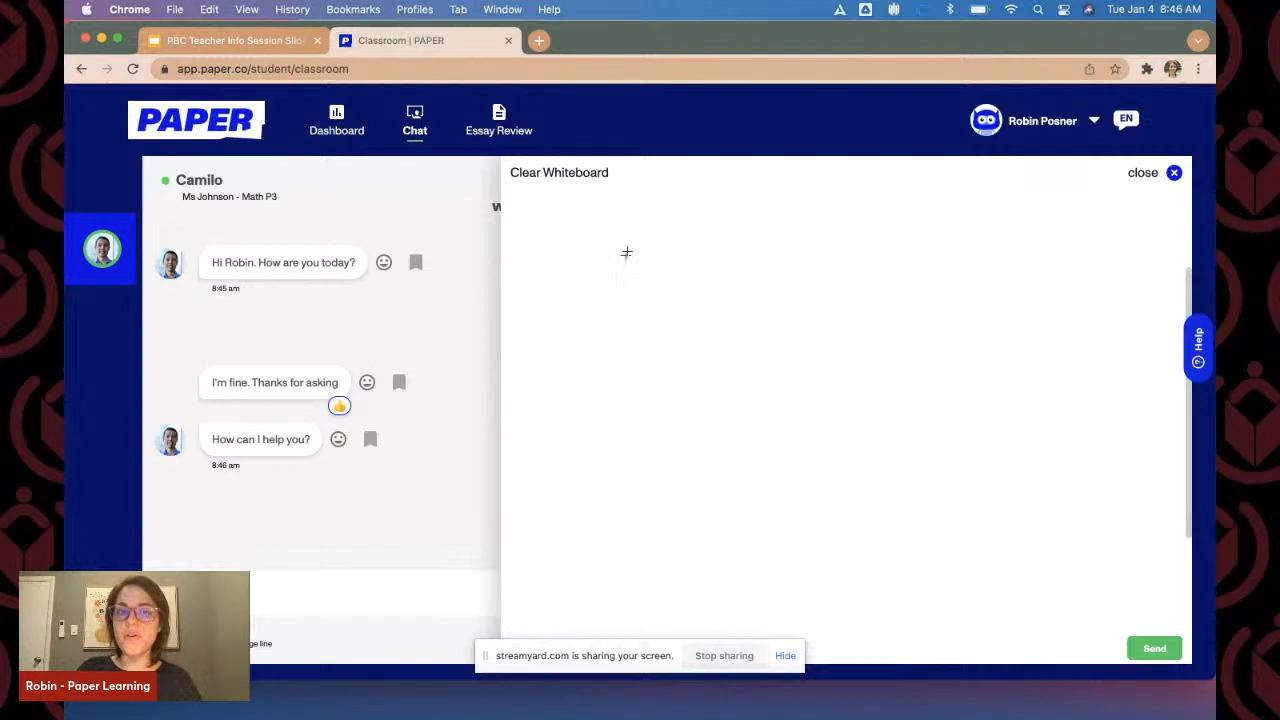 Chrome File Edit View History Bookmarks Profiles Tab Window Help Tue Jan 4 8:46 AM
PBC Teacher Info Session Slid
Classroom | PAPER
app.paper.co/student/classroom
PAPER
Dashboard
Chat
Essay Review
Robin Posner
EN
Camilo
Ms Johnson - Math P3
Clear Whiteboard
close
Hi Robin. How are you today?
8:45 am
I'm fine. Thanks for asking
How can I help you?
8:46 am
Help
ge line
streamyard.com is sharing your screen.
Stop sharing
Hide
Send
Robin - Paper Learning